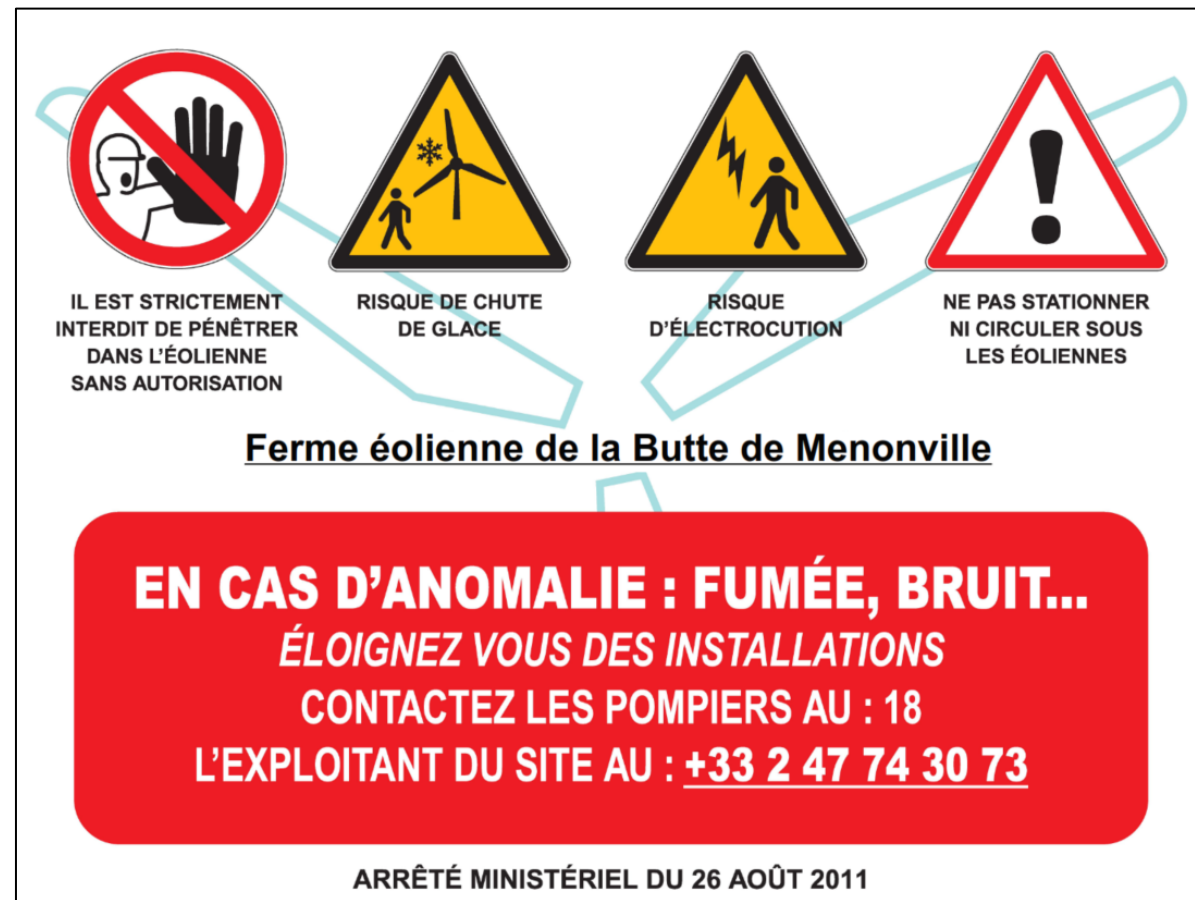 IL EST STRICTEMENT
INTERDIT DE PÉNÊTRER
DANS L'ÉOLIENNE
SANS AUTORISATION
RISQUE DE CHUTE
DE GLACE
RISQUE
D'ÉLECTROCUTION
NE PAS STATIONNER
NI CIRCULER SOUS
LES ÉOLIENNES
Ferme éolienne de la Butte de Menonville
EN CAS D'ANOMALIE : FUMÉE, BRUIT...
ÉLOIGNEZ VOUS DES INSTALLATIONS
CONTACTEZ LES POMPIERS AU : 18
L'EXPLOITANT DU SITE AU : +33 2 47 74 30 73
ARRÊTÉ MINISTÉRIEL DU 26 AOÛT 2011